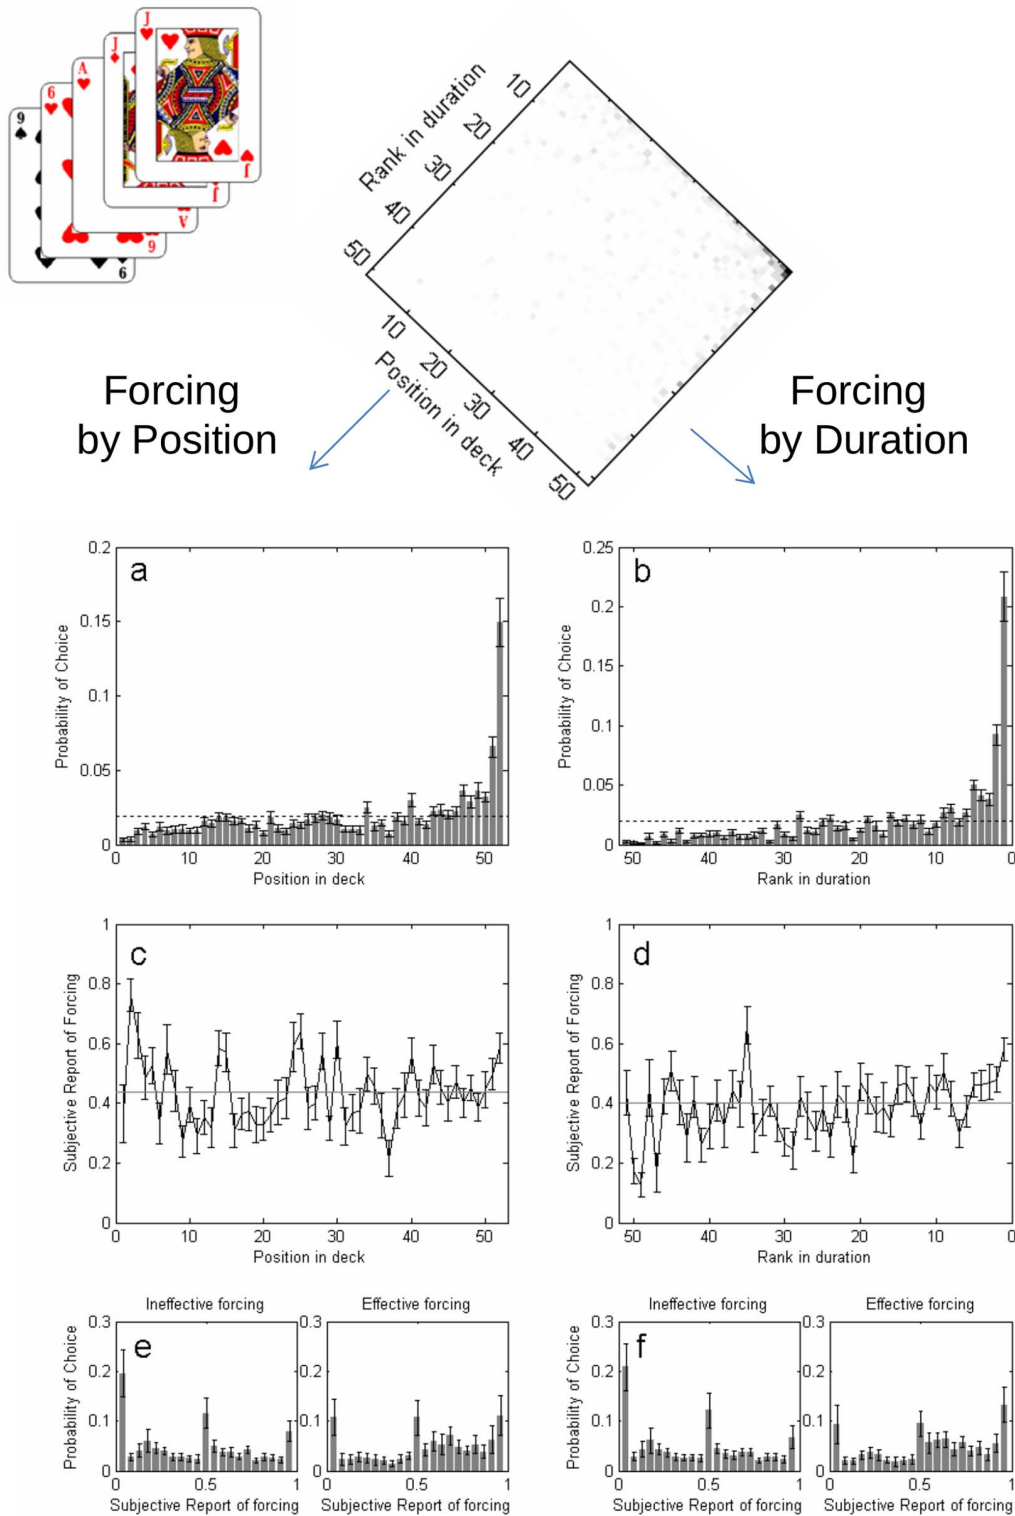 J
J
A
6
9
J
J
A
6
6
Rank in duration
10
20
30
40
50
10
20
30
40
50
Position in deck
Forcing
by Position
Forcing
by Duration
a
0.2
0.15
0.1
0.05
0
Probability of Choice
0 10 20 30 40 50
Position in deck
b
0.25
0.2
0.15
0.1
0.05
0
Probability of Choice
50 40 30 20 10 0
Rank in duration
c
1
0.8
0.6
0.4
0.2
0
Subjective Report of Forcing
0 10 20 30 40 50
Position in deck
d
1
0.8
0.6
0.4
0.2
0
Subjective Report of Forcing
50 40 30 20 10 0
Rank in duration
Ineffective forcing Effective forcing
e
0.3 0.3
0.2 0.2
0.1 0.1
0 0
Probability of Choice
0 0.5 1 0 0.5 1
Subjective Report of forcing Subjective Report of forcing
Ineffective forcing Effective forcing
f
0.3 0.3
0.2 0.2
0.1 0.1
0 0
Probability of Choice
0 0.5 1 0 0.5 1
Subjective Report of forcing Subjective Report of forcing